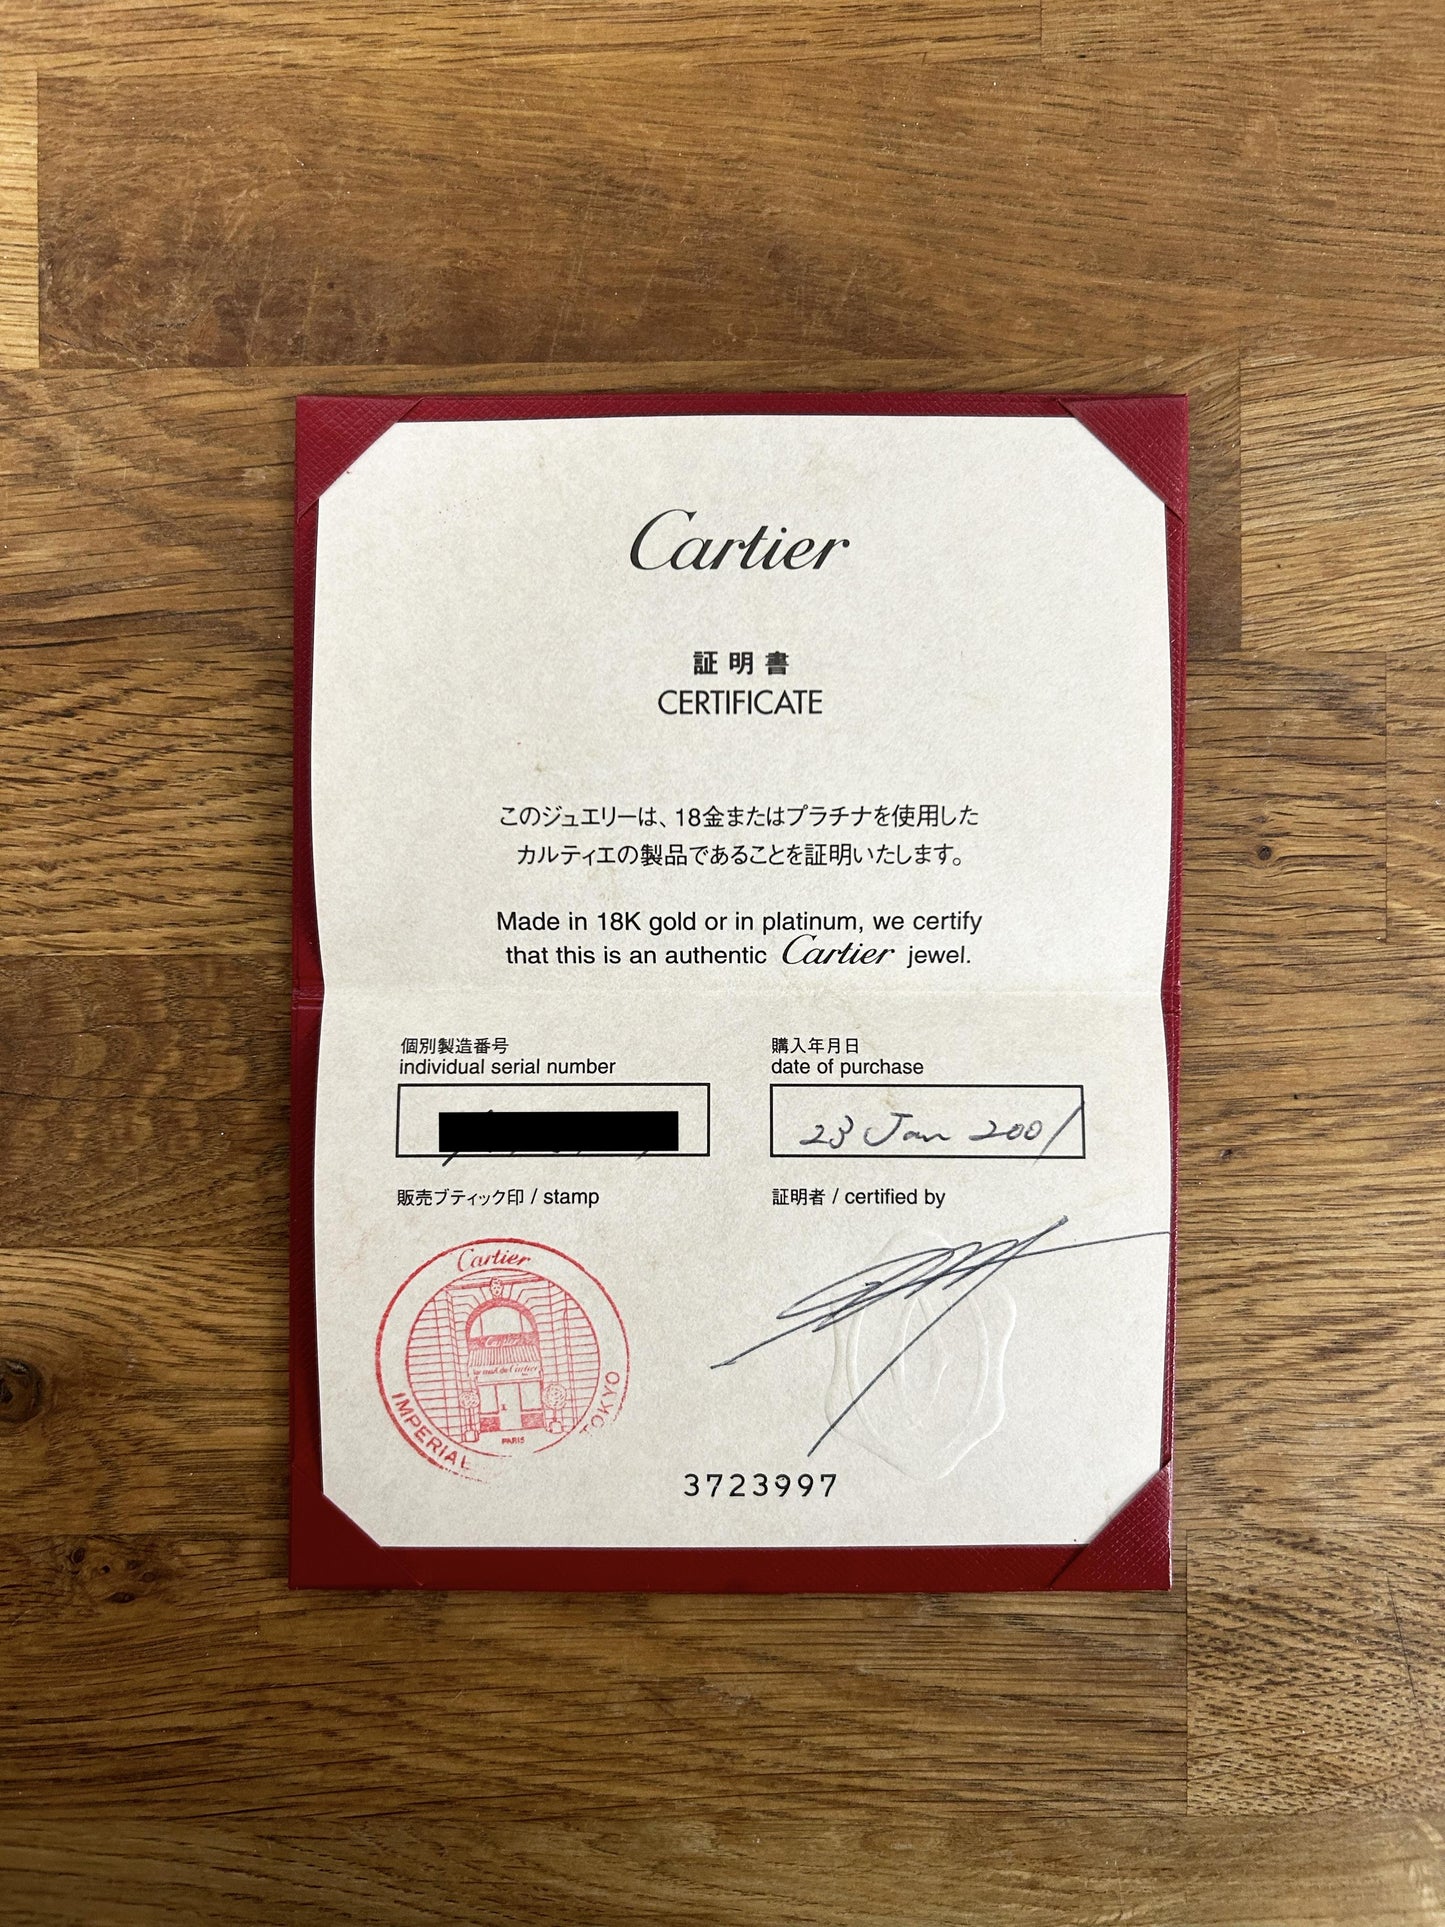 Cartier
証明書
CERTIFICATE
このジュエリーは、18金またはプラチナを使用した
カルティエの製品であることを証明いたします。
Made in 18K gold or in platinum, we certify
that this is an authentic Cartier jewel.
個別製造番号
individual serial number
購入年月日
date of purchase
23 Jan 2001
販売ブティック印 / stamp
証明者 / certified by
Cartier
Cartier
must de Cartier
PARIS
IMPERIAL
TOKYO
3723997